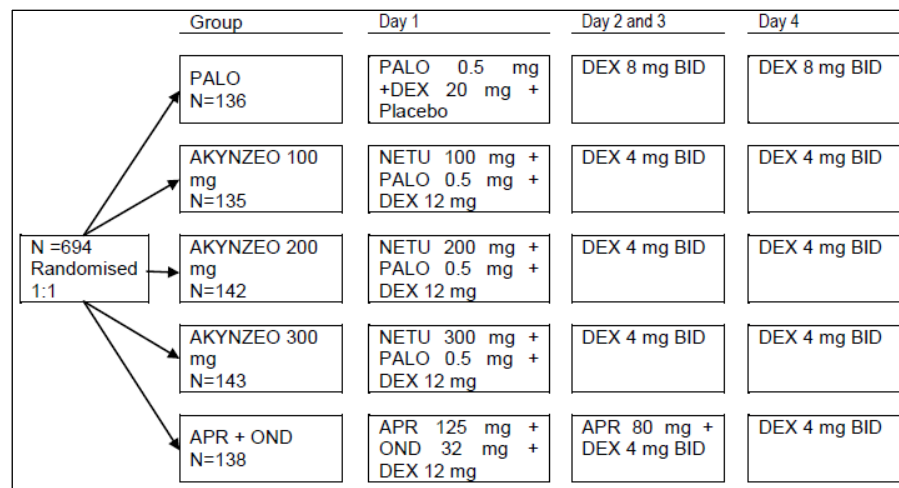 Group
Day 1
Day 2 and 3
Day 4
PALO
N=136
PALO 0.5 mg
+DEX 20 mg +
Placebo
DEX 8 mg BID
DEX 8 mg BID
AKYNZEO 100
mg
N=135
NETU 100 mg +
PALO 0.5 mg +
DEX 12 mg
DEX 4 mg BID
DEX 4 mg BID
N =694
Randomised
1:1
AKYNZEO 200
mg
N=142
NETU 200 mg +
PALO 0.5 mg +
DEX 12 mg
DEX 4 mg BID
DEX 4 mg BID
AKYNZEO 300
mg
N=143
NETU 300 mg +
PALO 0.5 mg +
DEX 12 mg
DEX 4 mg BID
DEX 4 mg BID
APR + OND
N=138
APR 125 mg +
OND 32 mg +
DEX 12 mg
APR 80 mg +
DEX 4 mg BID
DEX 4 mg BID